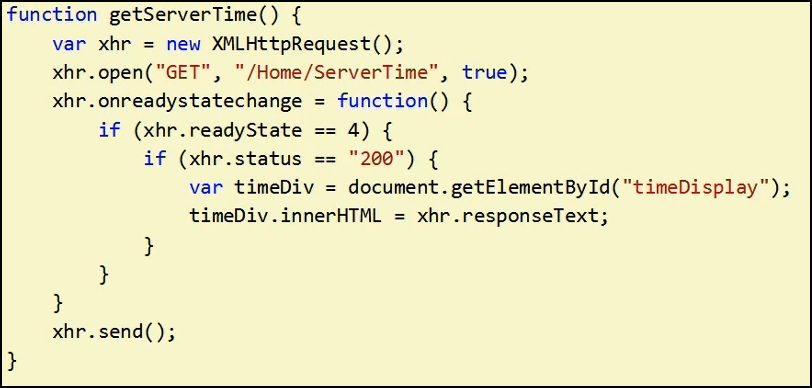 function getServerTime() {
    var xhr = new XMLHttpRequest();
    xhr.open("GET", "/Home/ServerTime", true);
    xhr.onreadystatechange = function() {
        if (xhr.readyState == 4) {
            if (xhr.status == "200") {
                var timeDiv = document.getElementById("timeDisplay");
                timeDiv.innerHTML = xhr.responseText;
            }
        }
    }
    xhr.send();
}